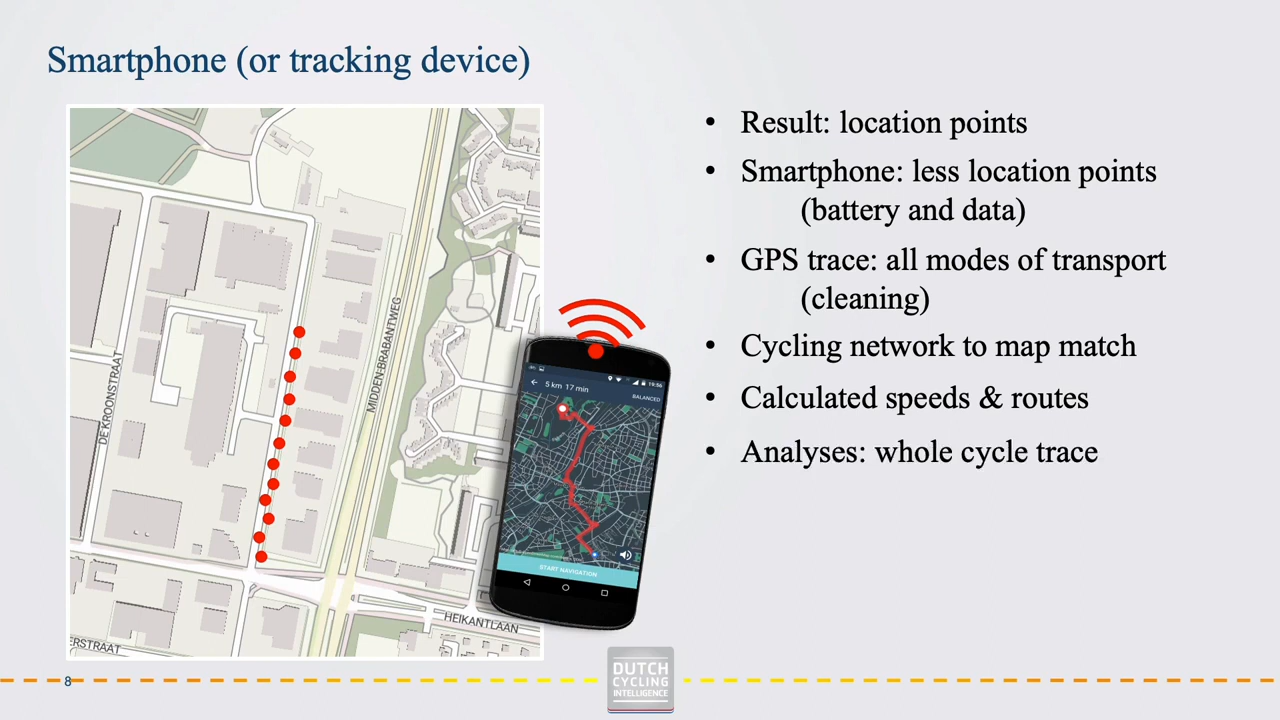 Smartphone (or tracking device)
• Result: location points
• Smartphone: less location points
(battery and data)
• GPS trace: all modes of transport
(cleaning)
• Cycling network to map match
• Calculated speeds & routes
• Analyses: whole cycle trace
DE KROONSTRAAT
MIDDEN-BRABANTWEG
HEIKANTLAAN
ERSTRAAT
19:56
5 km 17 min
BALANCED
START NAVIGATION
8
DUTCH
CYCLING
INTELLIGENCE